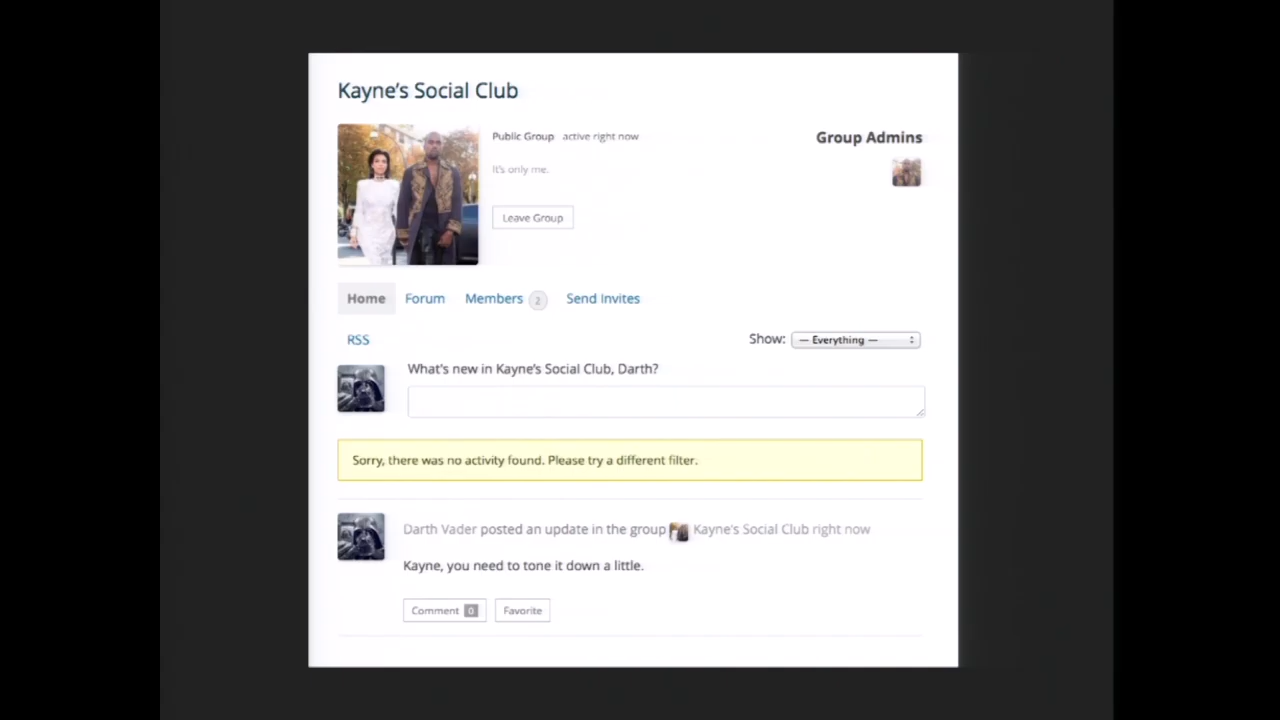 Kayne's Social Club
Public Group active right now
Group Admins
It's only me.
Leave Group
Home Forum Members 2 Send Invites
RSS
Show: — Everything —
What's new in Kayne's Social Club, Darth?
Sorry, there was no activity found. Please try a different filter.
Darth Vader posted an update in the group Kayne's Social Club right now
Kayne, you need to tone it down a little.
Comment 0 Favorite